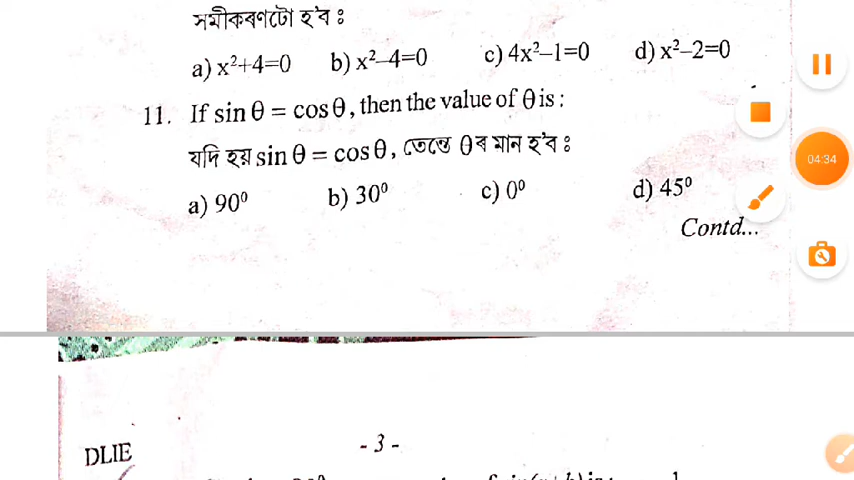 সমীকৰণটো হ'ব ঃ
a) x²+4=0 b) x²–4=0 c) 4x²–1=0 d) x²–2=0
11. If sin θ = cos θ, then the value of θ is :
যদি হয় sin θ = cos θ, তেন্তে θৰ মান হ'ব ঃ
a) 90⁰ b) 30⁰ c) 0⁰ d) 45⁰
Contd...
04:34
DLIE
- 3 -